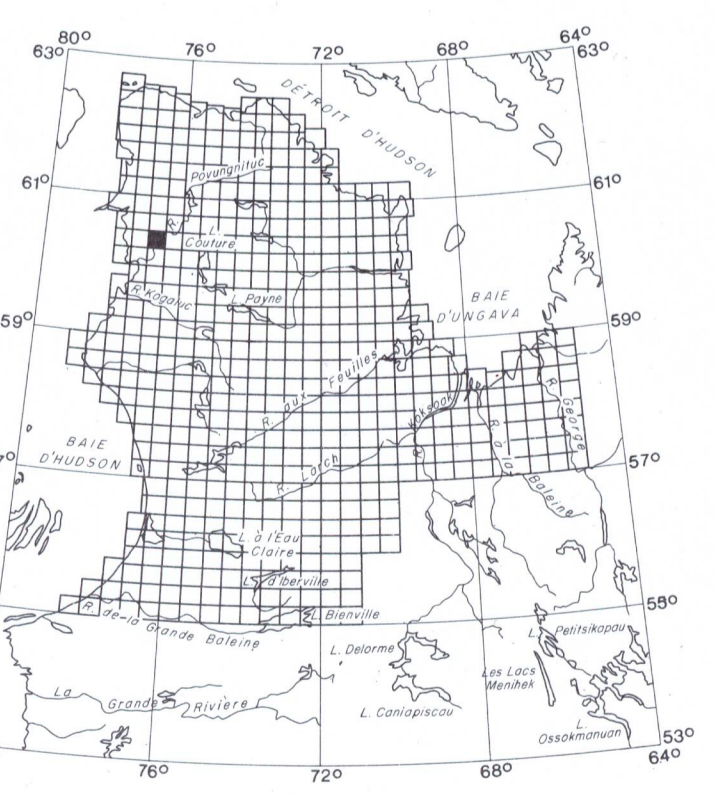 80°
76°
72°
68°
64°
63°
63°
DÉTROIT D'HUDSON
Povungnituc
R.
61°
61°
L.
Couture
R. Kogaluc
L. Payne
BAIE
D'UNGAVA
59°
59°
R. aux Feuilles
Koksoak
R. à la
Baleine
R. George
BAIE
D'HUDSON
7°
57°
R. Larch
L. à l'Eau
Claire
L. d'Iberville
L. Bienville
R. de-la Grande Baleine
55°
L. Petitsikapau
L. Delorme
Les Lacs
Menihek
La Grande Rivière
L. Caniapiscau
L.
Ossokmanuan
53°
64°
76°
72°
68°